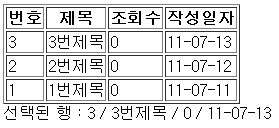 번호 제목 조회수 작성일자
3 3번제목 0 11-07-13
2 2번제목 0 11-07-12
1 1번제목 0 11-07-11
선택된 행 : 3 / 3번제목 / 0 / 11-07-13